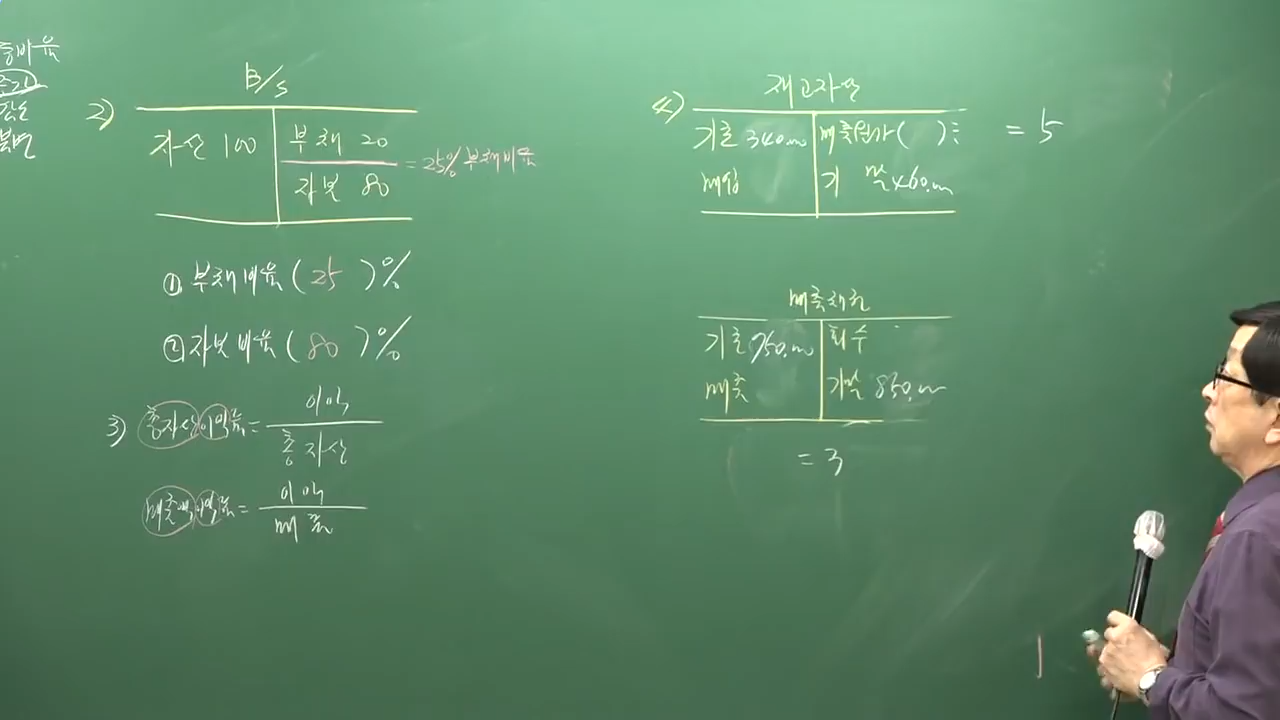 2) B/S
자산 100 부채 20
자본 80
= 25% 부채비율
① 부채비율 ( 25 ) %
② 자본비율 ( 80 ) %
3) 총자산이익률 = 이익
총자산
매출액이익률 = 이익
매출
4) 재고자산
기초 340.m 매출원가 ( ) ÷ = 5
매입 기말 460.m
매출채권
기초 750.m 회수
매출 기말 850.m
= 3